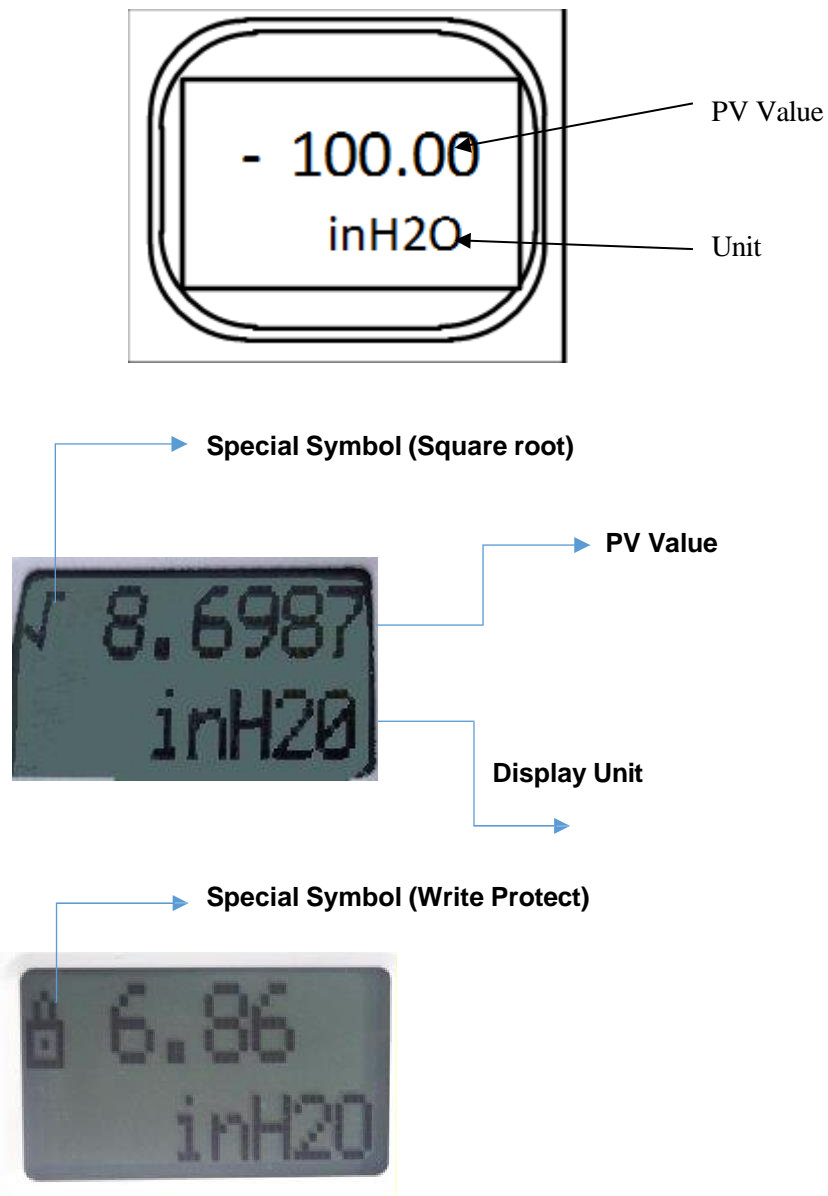 - 100.00
PV Value
inH2O
Unit
Special Symbol (Square root)
PV Value
√ 8.6987
inH20
Display Unit
Special Symbol (Write Protect)
6.86
inH2O